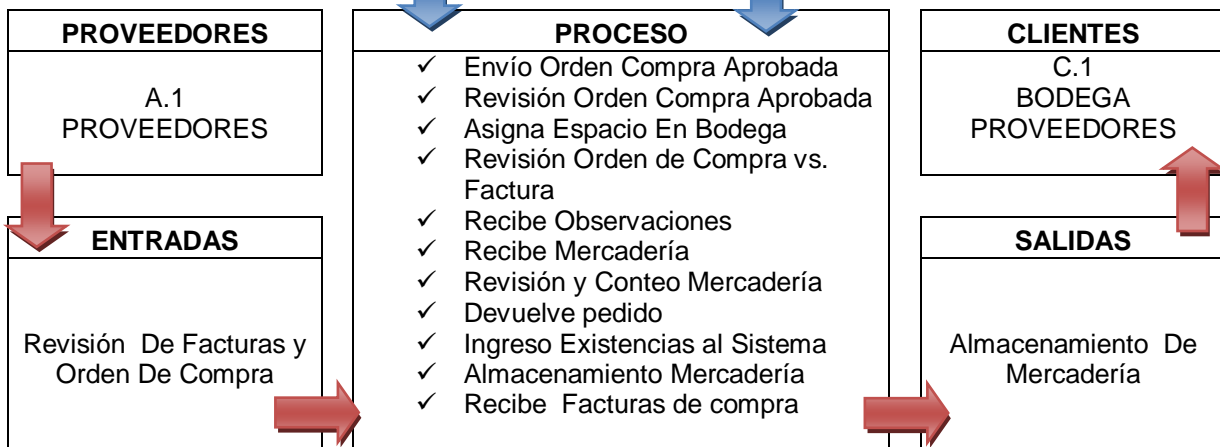 PROVEEDORES
A.1
PROVEEDORES
ENTRADAS
Revisión De Facturas y
Orden De Compra
PROCESO
✓ Envío Orden Compra Aprobada
✓ Revisión Orden Compra Aprobada
✓ Asigna Espacio En Bodega
✓ Revisión Orden de Compra vs.
Factura
✓ Recibe Observaciones
✓ Recibe Mercadería
✓ Revisión y Conteo Mercadería
✓ Devuelve pedido
✓ Ingreso Existencias al Sistema
✓ Almacenamiento Mercadería
✓ Recibe Facturas de compra
CLIENTES
C.1
BODEGA
PROVEEDORES
SALIDAS
Almacenamiento De
Mercadería